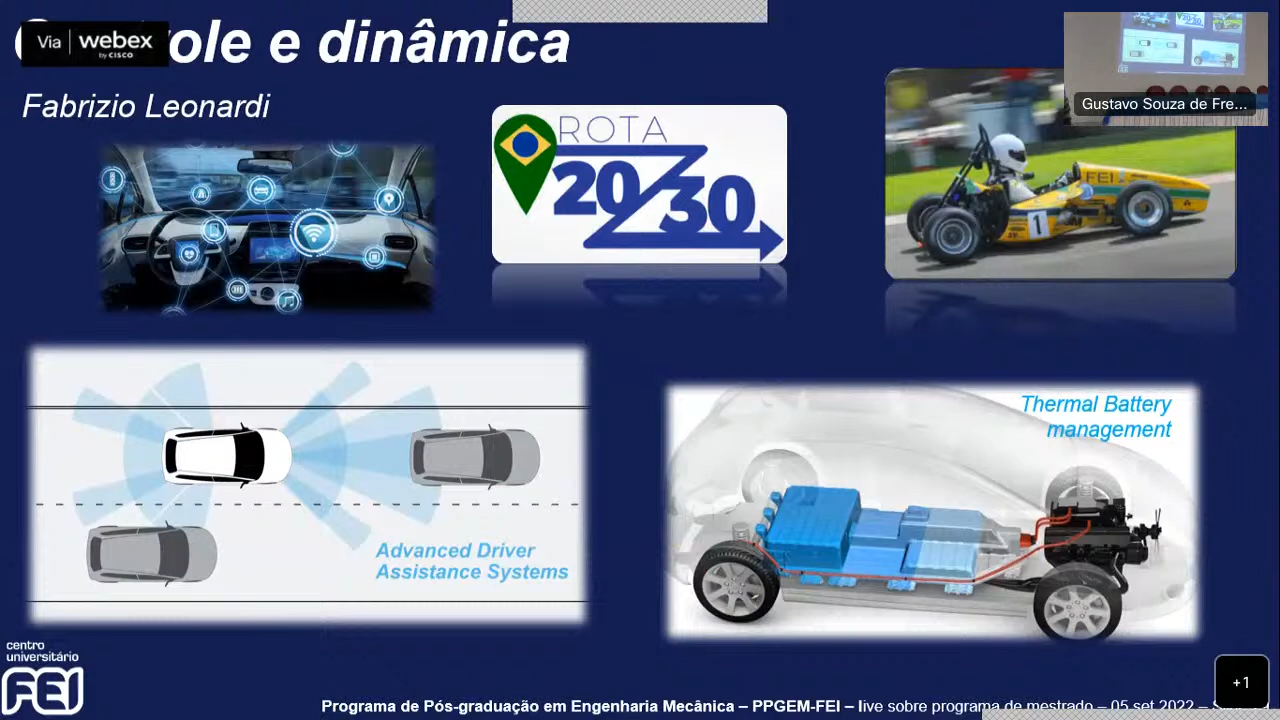 Via webex
by CISCO
ole e dinâmica
Fabrizio Leonardi
ROTA
2030
FEI
1
Gustavo Souza de Fre...
Advanced Driver
Assistance Systems
Thermal Battery
management
centro
universitário
FEI
Programa de Pós-graduação em Engenharia Mecânica – PPGEM-FEI – live sobre programa de mestrado – 05 set 2022 –
+1